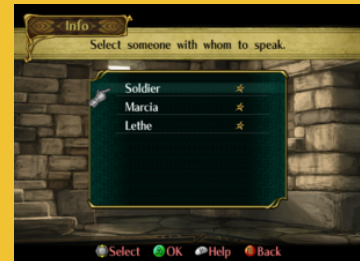 Info
Select someone with whom to speak.
Soldier
Marcia
Lethe
Select OK Help Back